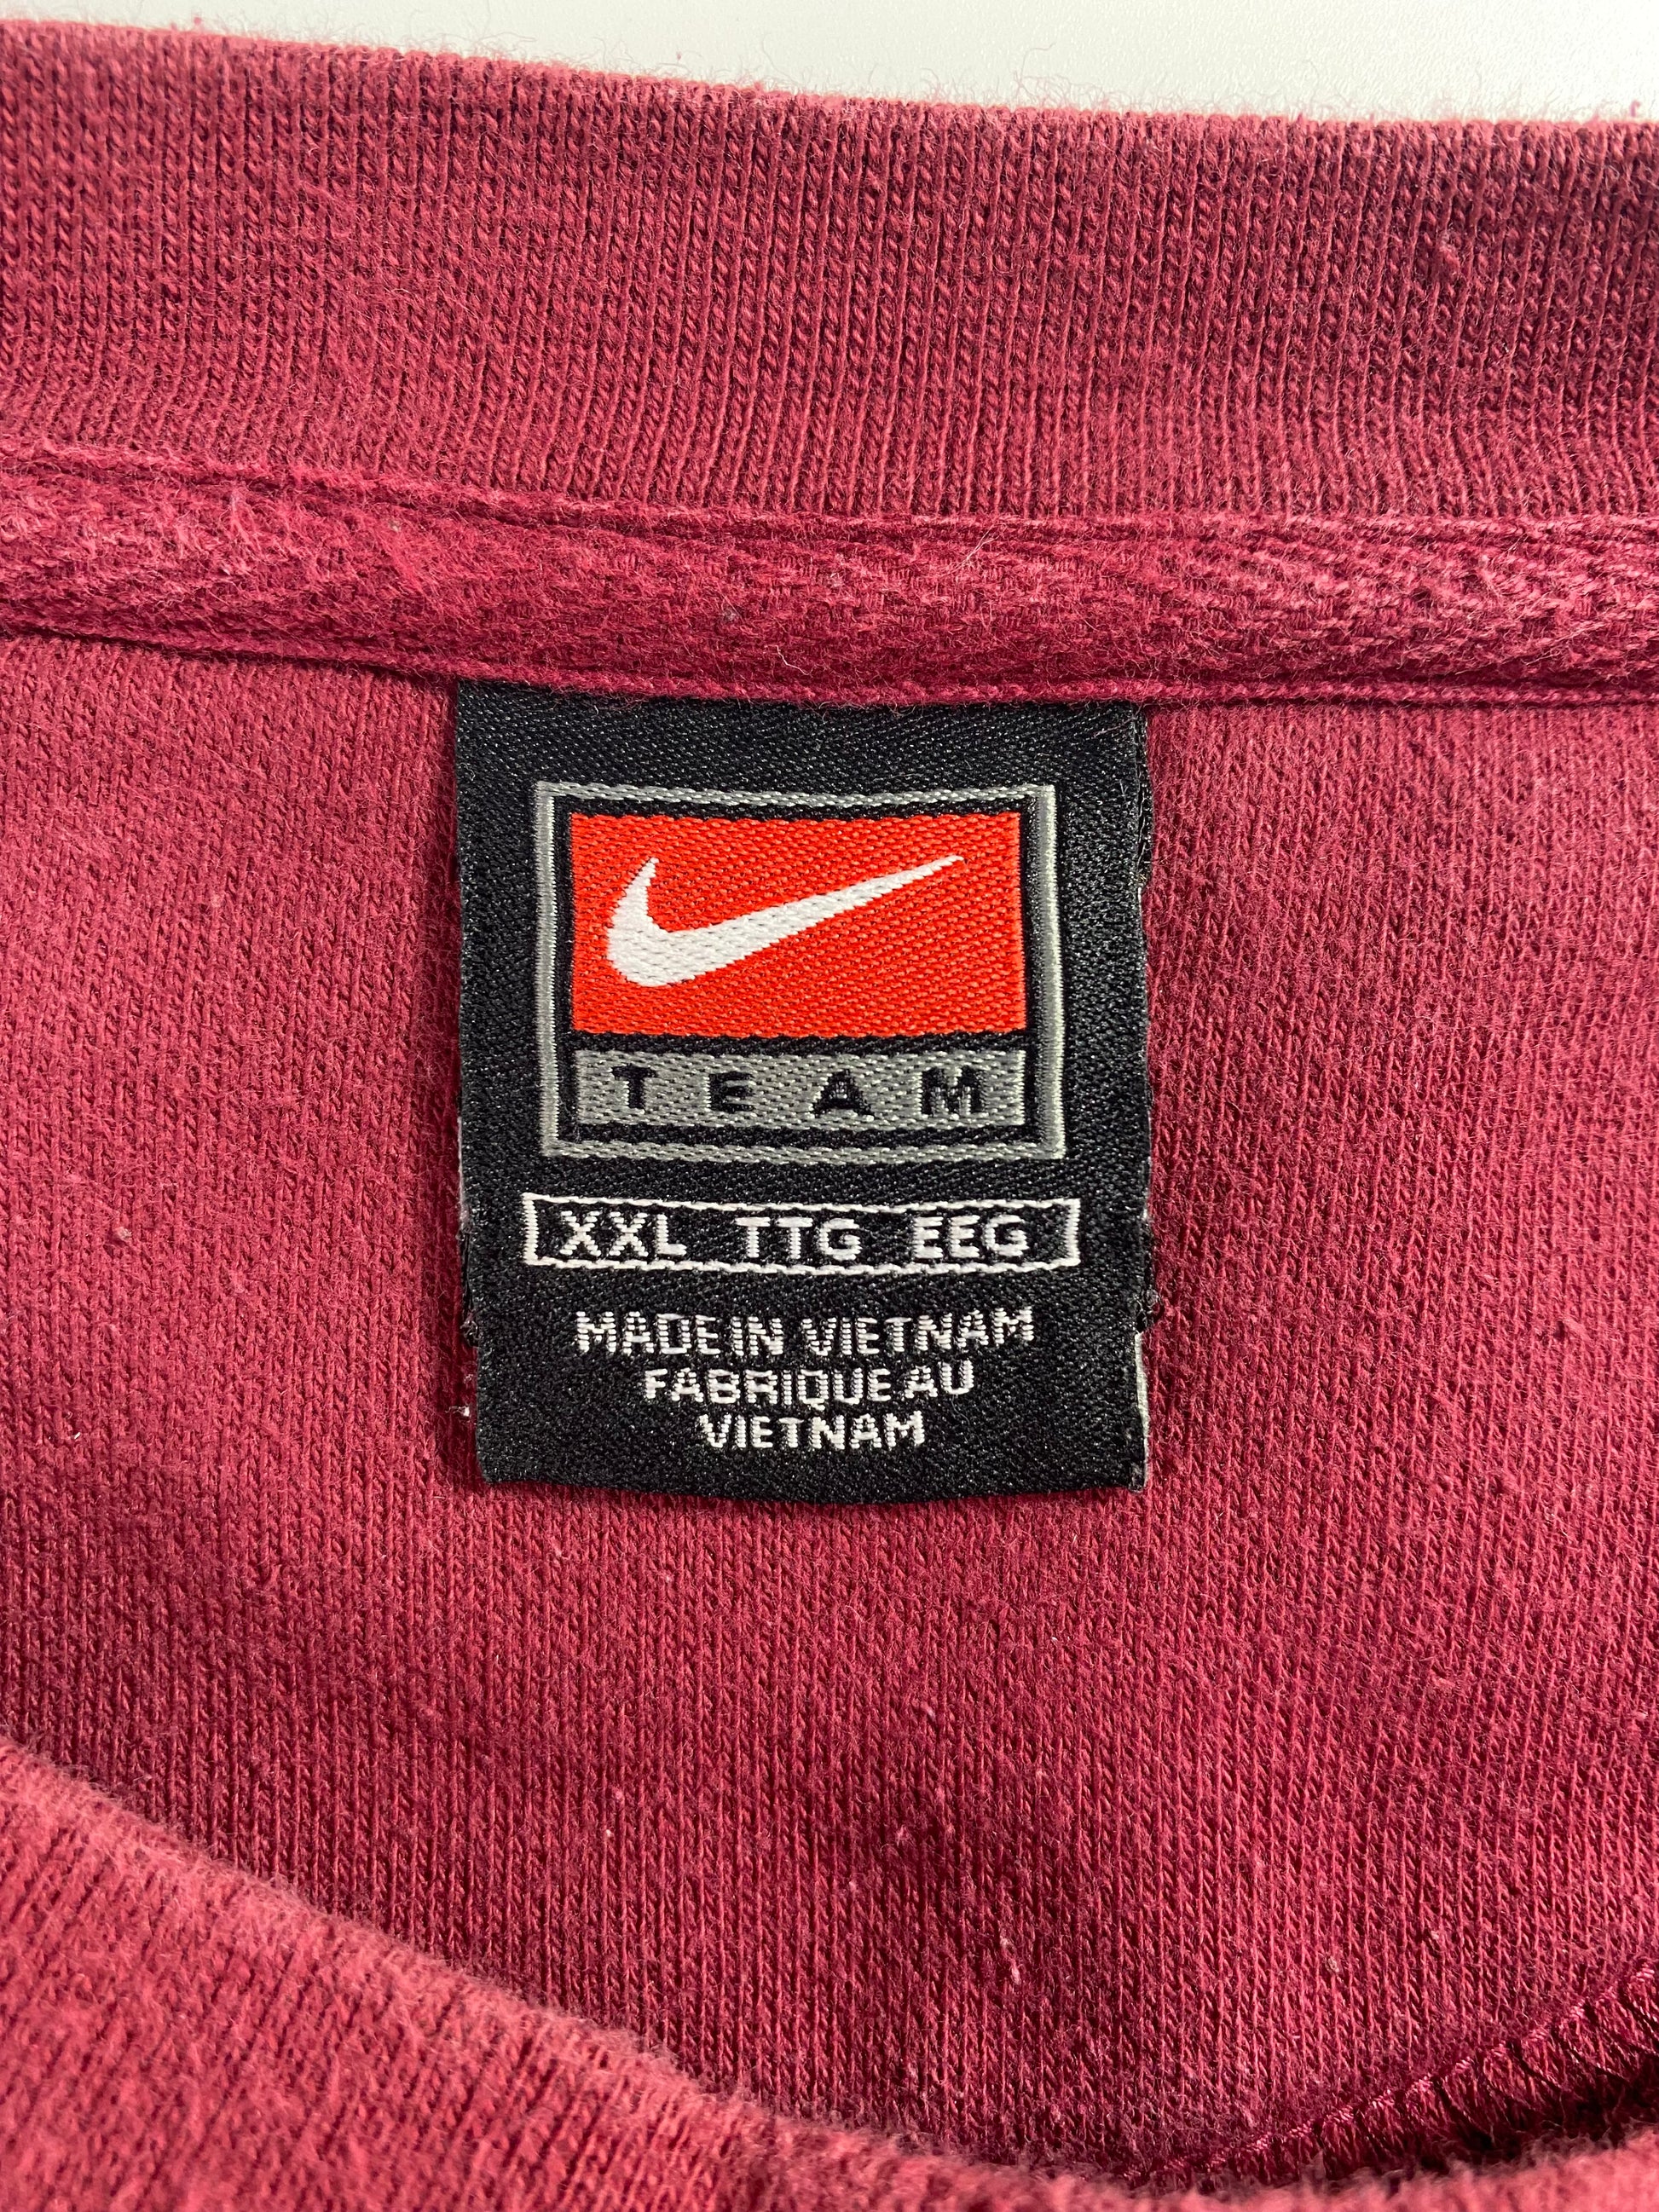 TEAM
XXL TTG EEG
MADE IN VIETNAM
FABRIQUE AU
VIETNAM